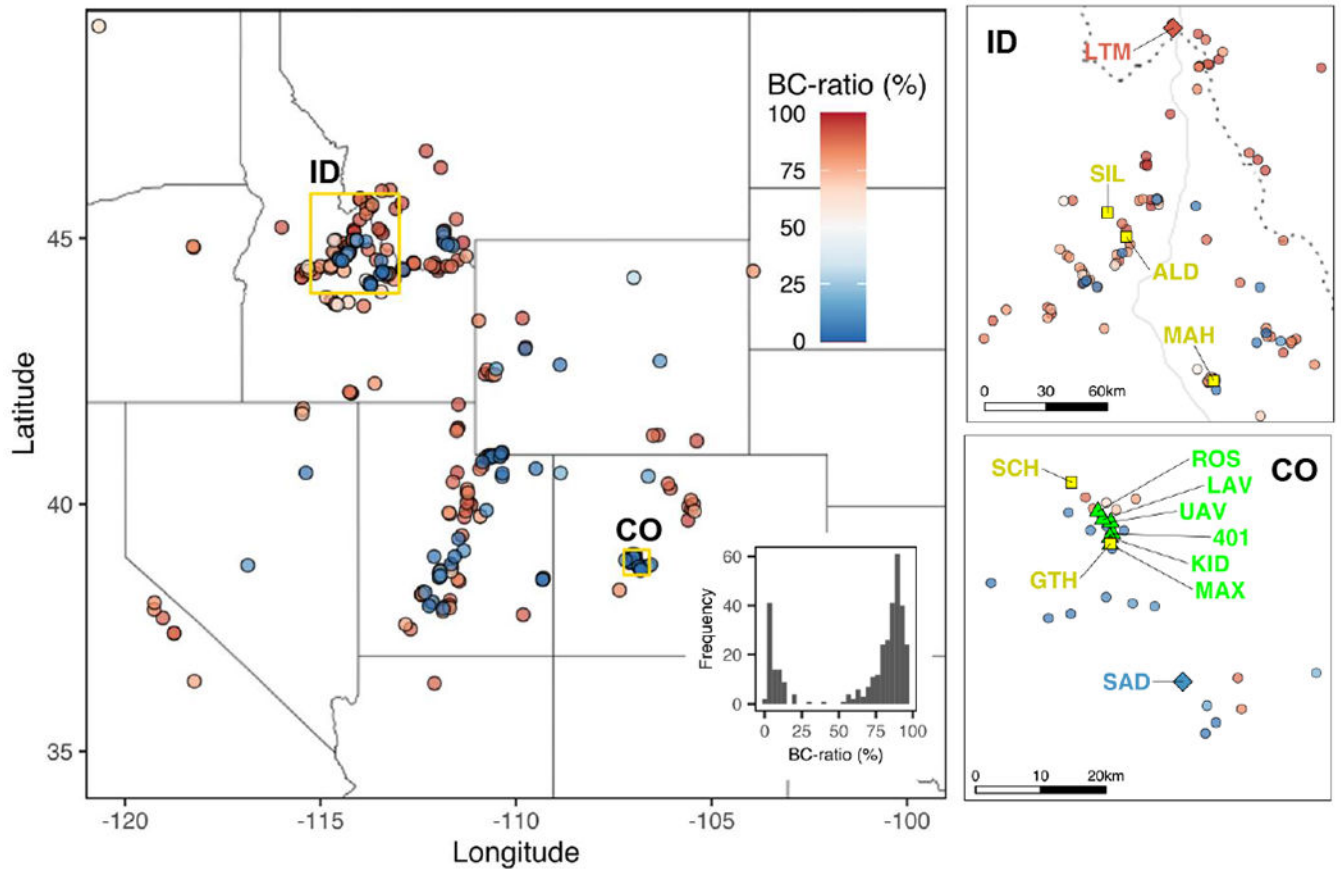 ID
BC-ratio (%)
100
75
50
25
0
CO
Latitude
45
40
35
-120
-115
-110
-105
-100
Longitude
Frequency
60
40
20
0
0
25
50
75
100
BC-ratio (%)
ID
LTM
SIL
ALD
MAH
0
30
60km
CO
SCH
ROS
LAV
UAV
401
KID
MAX
GTH
SAD
0
10
20km